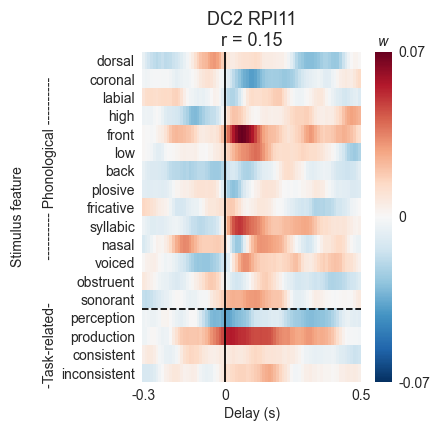 DC2 RPI11
r = 0.15
w
dorsal
coronal
labial
high
front
low
back
plosive
fricative
syllabic
nasal
voiced
obstruent
sonorant
perception
production
consistent
inconsistent
Stimulus feature
-Task-related- ---------- Phonological ----------
-0.3 0 0.5
Delay (s)
0.07
0
-0.07